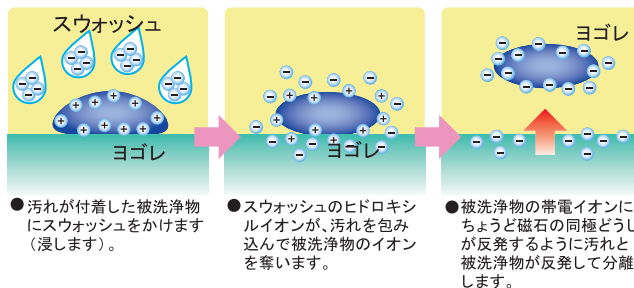 スウォッシュ
ヨゴレ
●汚れが付着した被洗浄物
にスウォッシュをかけます
（浸します）。
ヨゴレ
●スウォッシュのヒドロキシ
ルイオンが、汚れを包み
込んで被洗浄物のイオン
を奪います。
ヨゴレ
●被洗浄物の帯電イオンに
ちょうど磁石の同極どうし
が反発するように汚れと
被洗浄物が反発して分離
します。